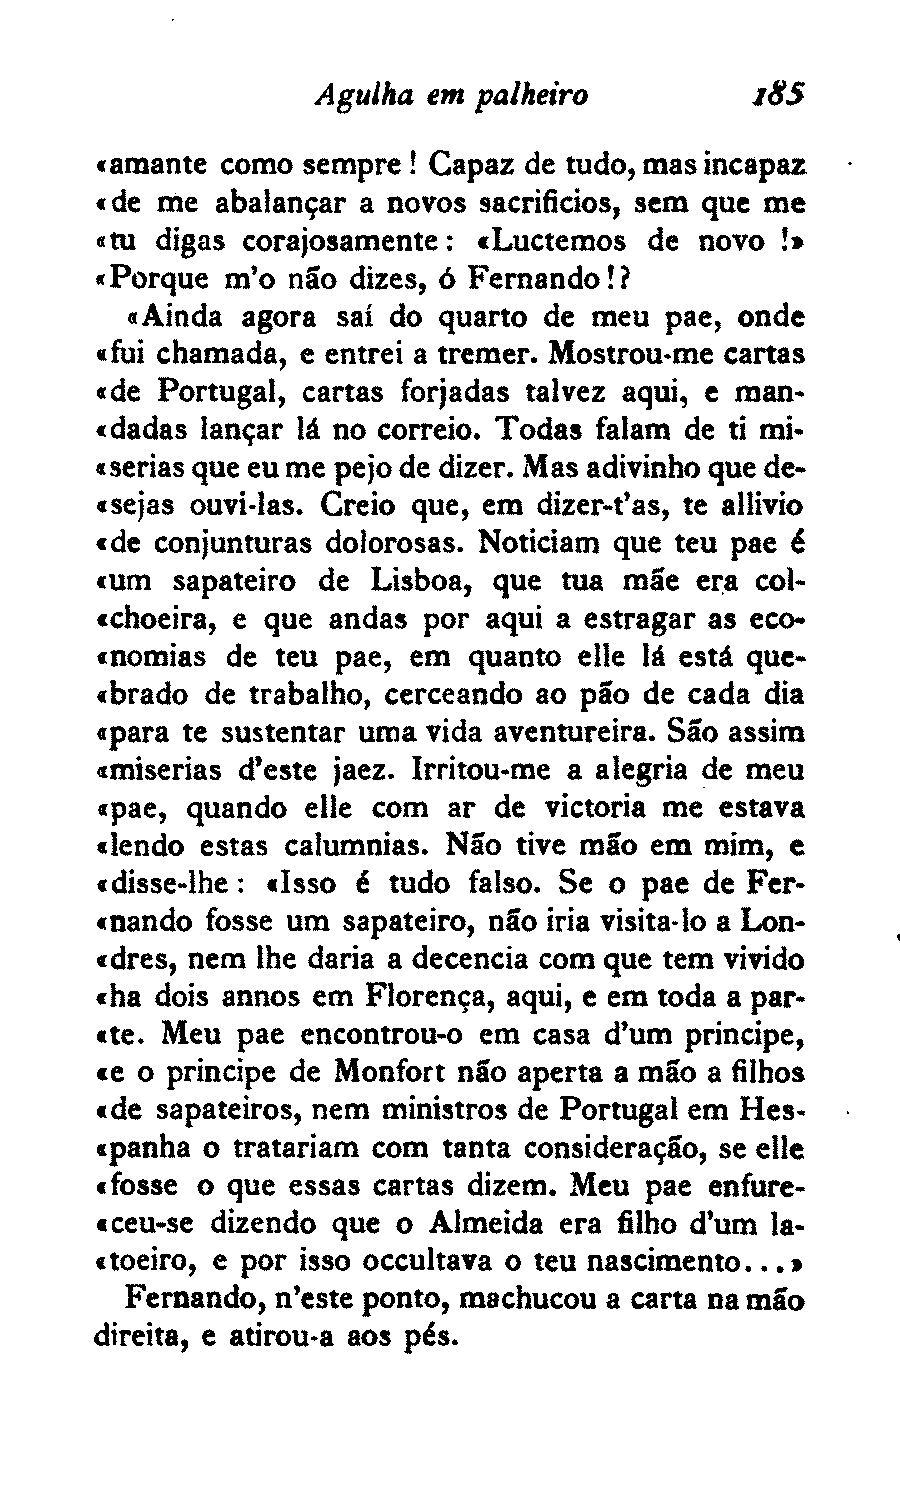 Agulha em palheiro 185
«amante como sempre! Capaz de tudo, mas incapaz
«de me abalançar a novos sacrificios, sem que me
«tu digas corajosamente: «Luctemos de novo!»
«Porque m'o não dizes, ó Fernando!?
«Ainda agora saí do quarto de meu pae, onde
«fui chamada, e entrei a tremer. Mostrou-me cartas
«de Portugal, cartas forjadas talvez aqui, e man-
«dadas lançar lá no correio. Todas falam de ti mi-
«serias que eu me pejo de dizer. Mas adivinho que de-
«sejas ouvi-las. Creio que, em dizer-t'as, te allivio
«de conjunturas dolorosas. Noticiam que teu pae é
«um sapateiro de Lisboa, que tua mãe era col-
«choeira, e que andas por aqui a estragar as eco-
«nomias de teu pae, em quanto elle lá está que-
«brado de trabalho, cerceando ao pão de cada dia
«para te sustentar uma vida aventureira. São assim
«miserias d'este jaez. Irritou-me a alegria de meu
«pae, quando elle com ar de victoria me estava
«lendo estas calumnias. Não tive mão em mim, e
«disse-lhe: «Isso é tudo falso. Se o pae de Fer-
«nando fosse um sapateiro, não iria visita-lo a Lon-
«dres, nem lhe daria a decencia com que tem vivido
«ha dois annos em Florença, aqui, e em toda a par-
«te. Meu pae encontrou-o em casa d'um principe,
«e o principe de Monfort não aperta a mão a filhos
«de sapateiros, nem ministros de Portugal em Hes-
«panha o tratariam com tanta consideração, se elle
«fosse o que essas cartas dizem. Meu pae enfure-
«ceu-se dizendo que o Almeida era filho d'um la-
«toeiro, e por isso occultava o teu nascimento...»
Fernando, n'este ponto, machucou a carta na mão
direita, e atirou-a aos pés.